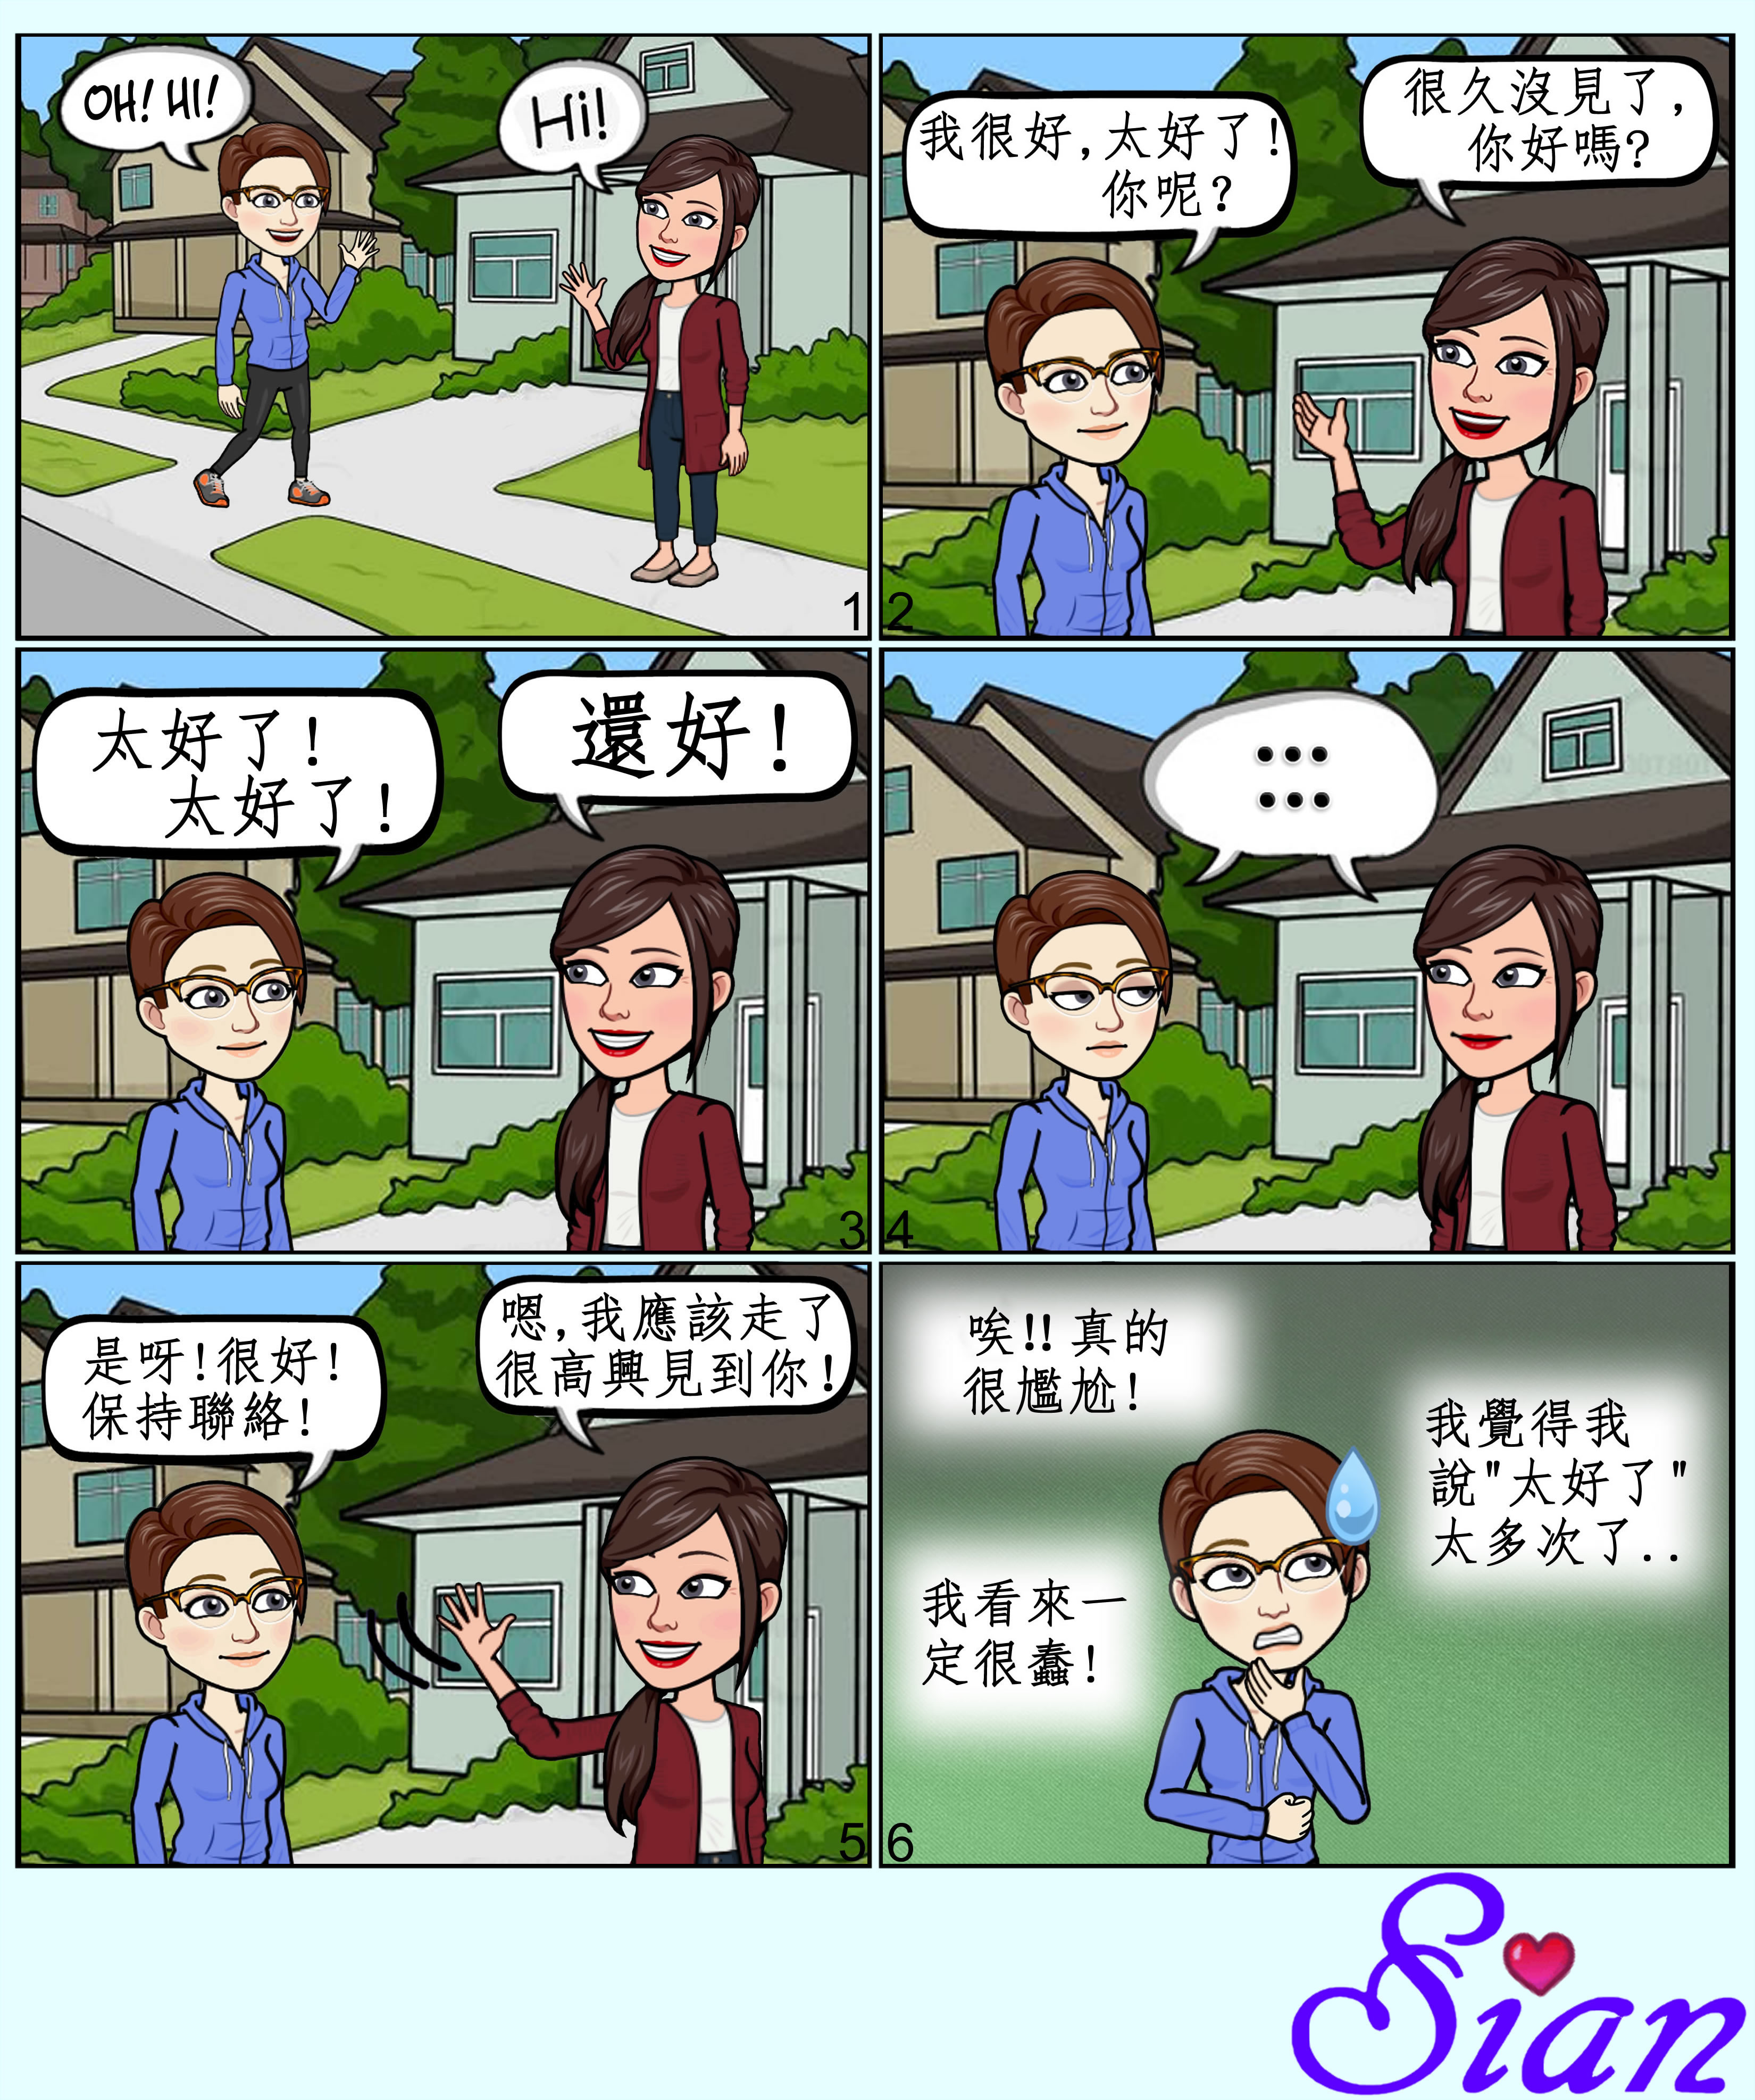 OH! HI!
Hi!
1
很久沒見了,
你好嗎?
我很好,太好了!
你呢?
2
還好!
太好了!
太好了!
3
...
...
4
嗯,我應該走了
很高興見到你!
是呀!很好!
保持聯絡!
5
唉!!真的
很尷尬!
我覺得我
說"太好了"
太多次了..
我看來一
定很蠢!
6
Sian